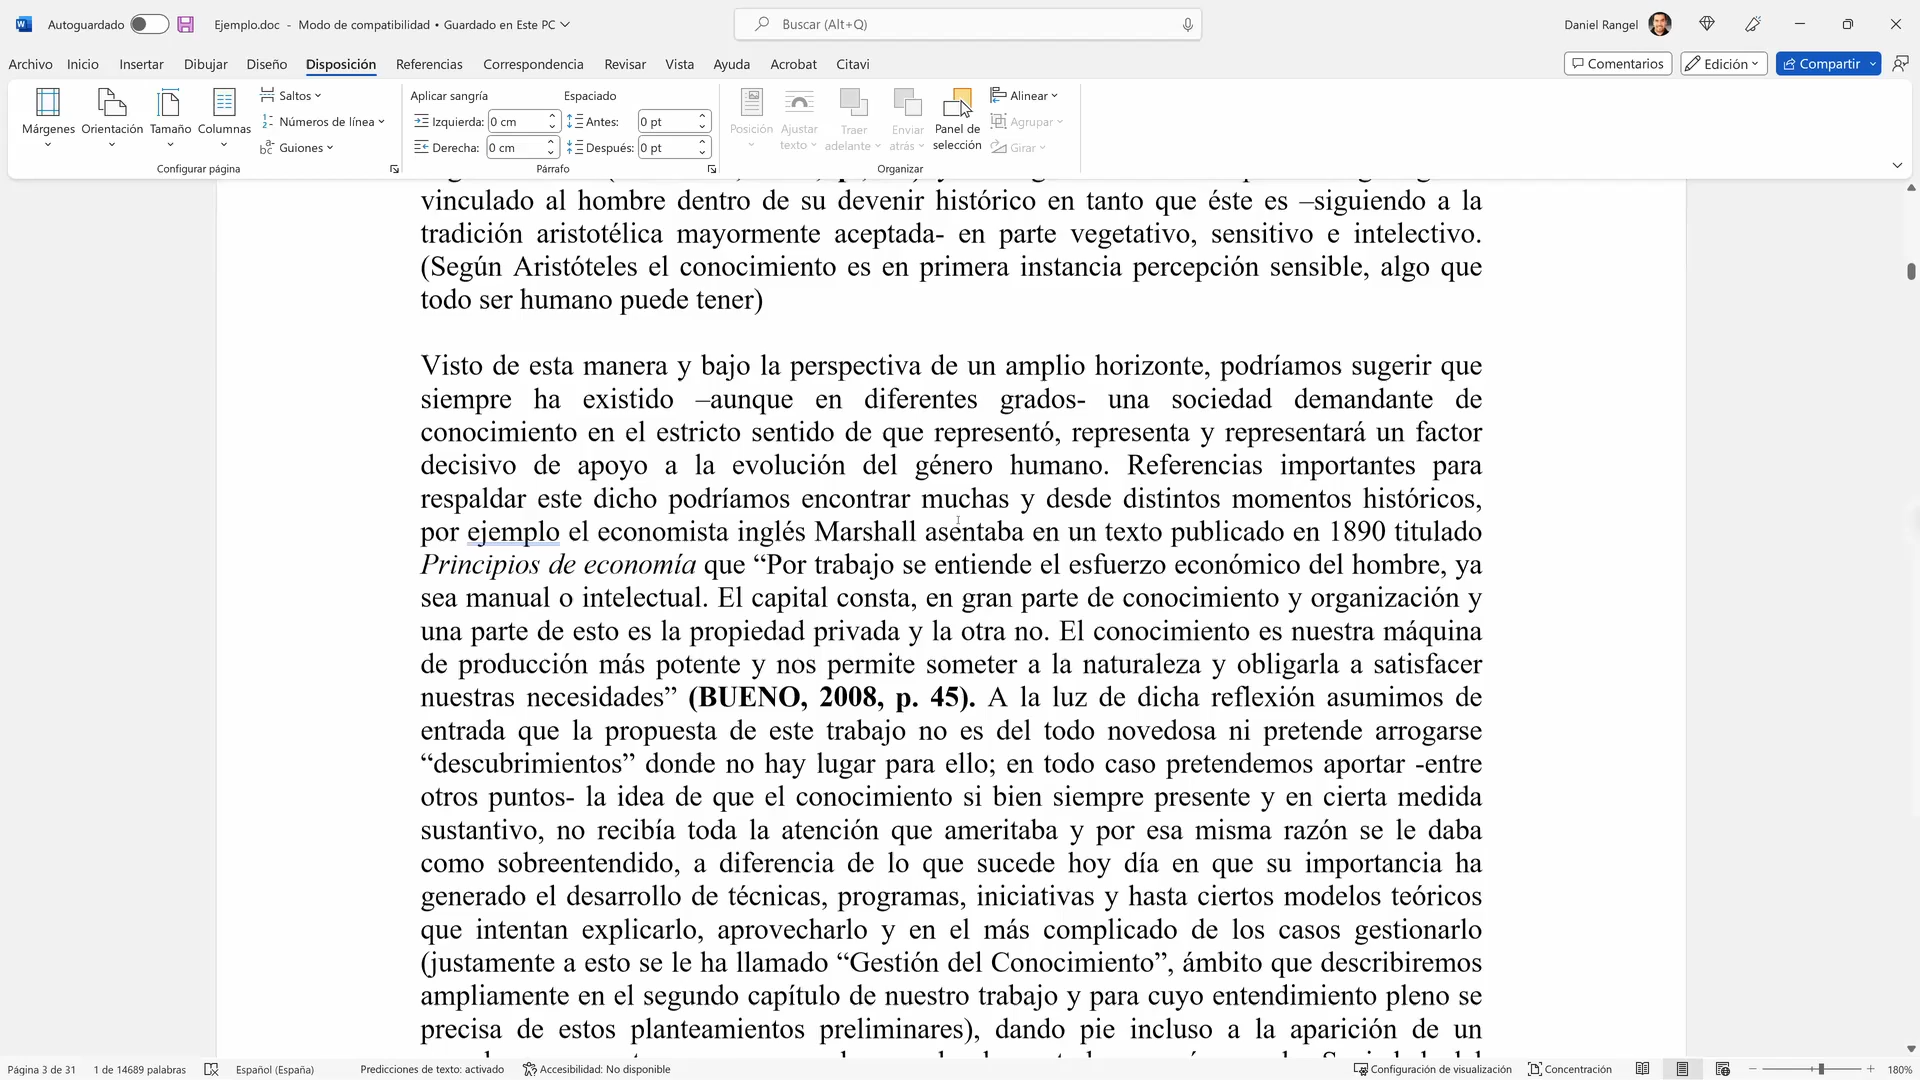 Autoguardado
Ejemplo.doc - Modo de compatibilidad • Guardado en Este PC
Buscar (Alt+Q)
Daniel Rangel
Archivo Inicio Insertar Dibujar Diseño Disposición Referencias Correspondencia Revisar Vista Ayuda Acrobat Citavi
Comentarios Edición Compartir
Márgenes Orientación Tamaño Columnas
Saltos
Números de línea
Guiones
Configurar página
Aplicar sangría Espaciado
Izquierda: 0 cm Antes: 0 pt
Derecha: 0 cm Después: 0 pt
Párrafo
Posición Ajustar texto Traer adelante Enviar atrás Panel de selección
Alinear
Agrupar
Girar
Organizar
vinculado al hombre dentro de su devenir histórico en tanto que éste es –siguiendo a la
tradición aristotélica mayormente aceptada- en parte vegetativo, sensitivo e intelectivo.
(Según Aristóteles el conocimiento es en primera instancia percepción sensible, algo que
todo ser humano puede tener)
Visto de esta manera y bajo la perspectiva de un amplio horizonte, podríamos sugerir que
siempre ha existido –aunque en diferentes grados- una sociedad demandante de
conocimiento en el estricto sentido de que representó, representa y representará un factor
decisivo de apoyo a la evolución del género humano. Referencias importantes para
respaldar este dicho podríamos encontrar muchas y desde distintos momentos históricos,
por ejemplo el economista inglés Marshall asentaba en un texto publicado en 1890 titulado
Principios de economía que “Por trabajo se entiende el esfuerzo económico del hombre, ya
sea manual o intelectual. El capital consta, en gran parte de conocimiento y organización y
una parte de esto es la propiedad privada y la otra no. El conocimiento es nuestra máquina
de producción más potente y nos permite someter a la naturaleza y obligarla a satisfacer
nuestras necesidades” (BUENO, 2008, p. 45). A la luz de dicha reflexión asumimos de
entrada que la propuesta de este trabajo no es del todo novedosa ni pretende arrogarse
“descubrimientos” donde no hay lugar para ello; en todo caso pretendemos aportar -entre
otros puntos- la idea de que el conocimiento si bien siempre presente y en cierta medida
sustantivo, no recibía toda la atención que ameritaba y por esa misma razón se le daba
como sobreentendido, a diferencia de lo que sucede hoy día en que su importancia ha
generado el desarrollo de técnicas, programas, iniciativas y hasta ciertos modelos teóricos
que intentan explicarlo, aprovecharlo y en el más complicado de los casos gestionarlo
(justamente a esto se le ha llamado “Gestión del Conocimiento”, ámbito que describiremos
ampliamente en el segundo capítulo de nuestro trabajo y para cuyo entendimiento pleno se
precisa de estos planteamientos preliminares), dando pie incluso a la aparición de un
Página 3 de 31 1 de 14689 palabras Español (España) Predicciones de texto: activado Accesibilidad: No disponible Configuración de visualización Concentración 180%